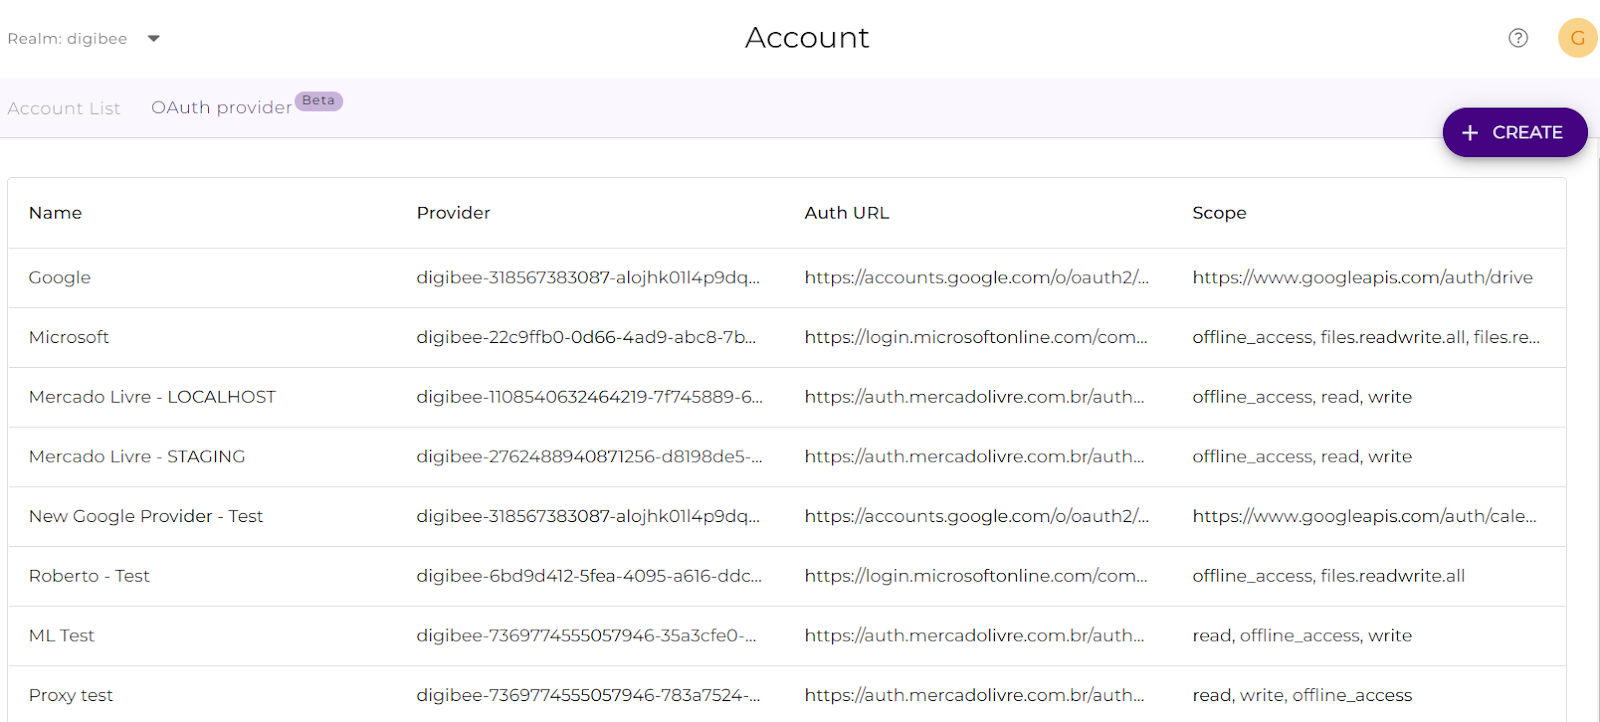 Realm: digibee
Account
?
G
Account List
OAuth provider Beta
+ CREATE
Name Provider Auth URL Scope
Google digibee-318567383087-alojhk01l4p9dq... https://accounts.google.com/o/oauth2/... https://www.googleapis.com/auth/drive
Microsoft digibee-22c9ffb0-0d66-4ad9-abc8-7b... https://login.microsoftonline.com/com... offline_access, files.readwrite.all, files.re...
Mercado Livre - LOCALHOST digibee-1108540632464219-7f745889-6... https://auth.mercadolivre.com.br/auth... offline_access, read, write
Mercado Livre - STAGING digibee-2762488940871256-d8198de5-... https://auth.mercadolivre.com.br/auth... offline_access, read, write
New Google Provider - Test digibee-318567383087-alojhk01l4p9dq... https://accounts.google.com/o/oauth2/... https://www.googleapis.com/auth/cale...
Roberto - Test digibee-6bd9d412-5fea-4095-a616-ddc... https://login.microsoftonline.com/com... offline_access, files.readwrite.all
ML Test digibee-7369774555057946-35a3cfe0-... https://auth.mercadolivre.com.br/auth... read, offline_access, write
Proxy test digibee-7369774555057946-783a7524-... https://auth.mercadolivre.com.br/auth... read, write, offline_access